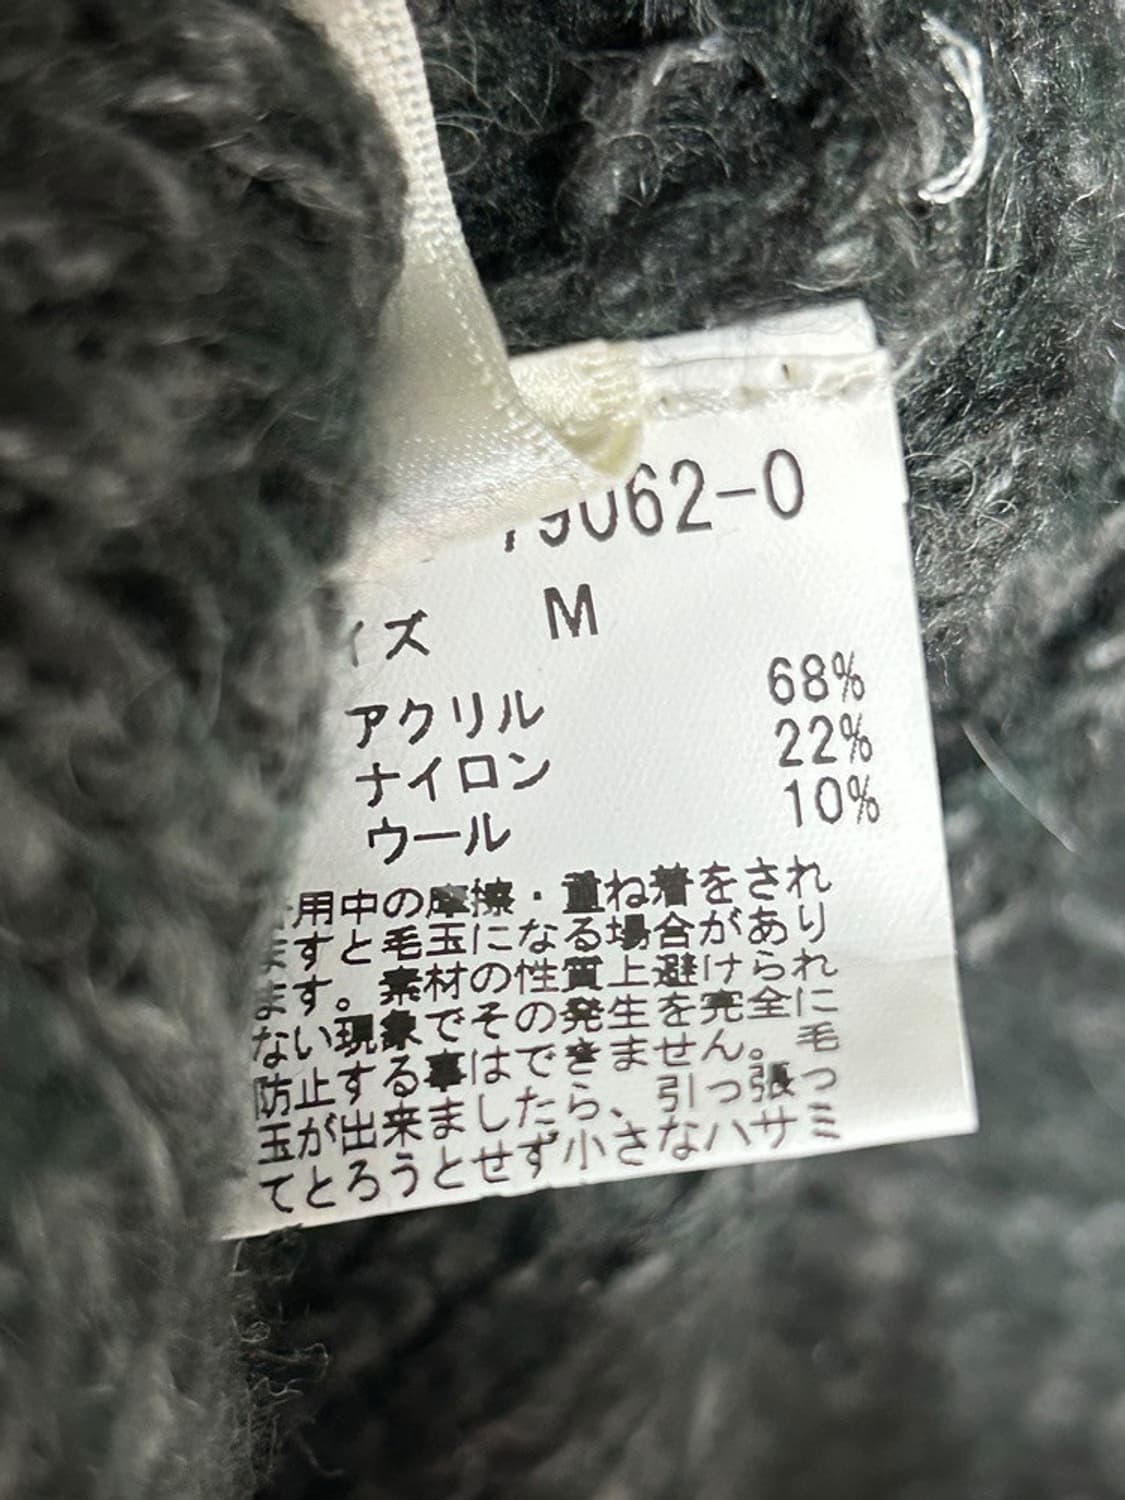 79062-0
イズ M
アクリル 68%
ナイロン 22%
ウール 10%
用中の摩擦・重ね着をされ
ますと毛玉になる場合があり
ます。素材の性質上避けられ
ない現象でその発生を完全に
防止する事はできません。毛
玉が出来ましたら、引っ張っ
てとろうとせず小さなハサミ